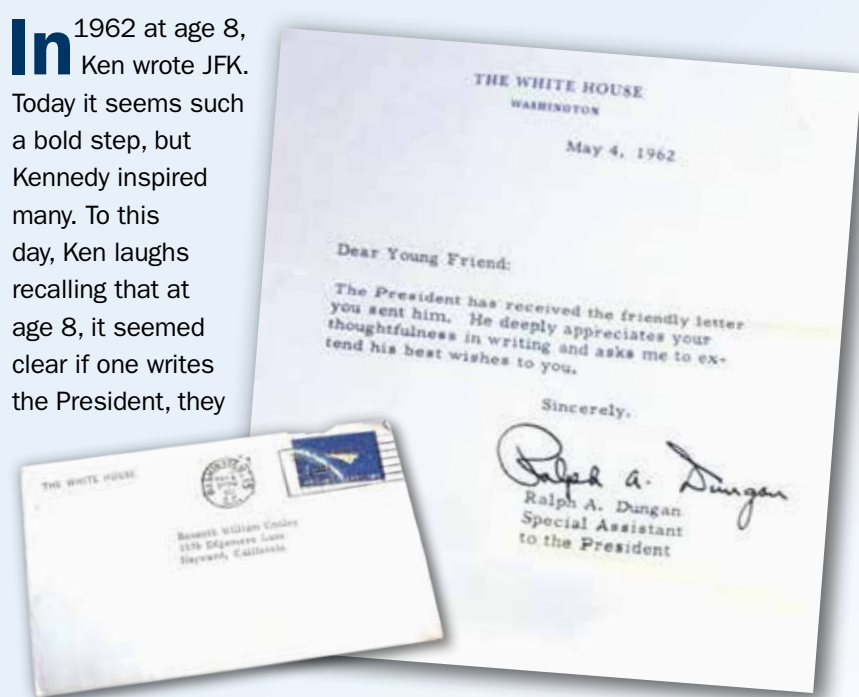 In 1962 at age 8,
Ken wrote JFK.
Today it seems such
a bold step, but
Kennedy inspired
many. To this
day, Ken laughs
recalling that at
age 8, it seemed
clear if one writes
the President, they
THE WHITE HOUSE
WASHINGTON
May 4, 1962
Dear Young Friend:
The President has received the friendly letter
you sent him. He deeply appreciates your
thoughtfulness in writing and asks me to ex-
tend his best wishes to you.
Sincerely,
Ralph A. Dungan
Ralph A. Dungan
Special Assistant
to the President
THE WHITE HOUSE
William
Lane
Hayward, California